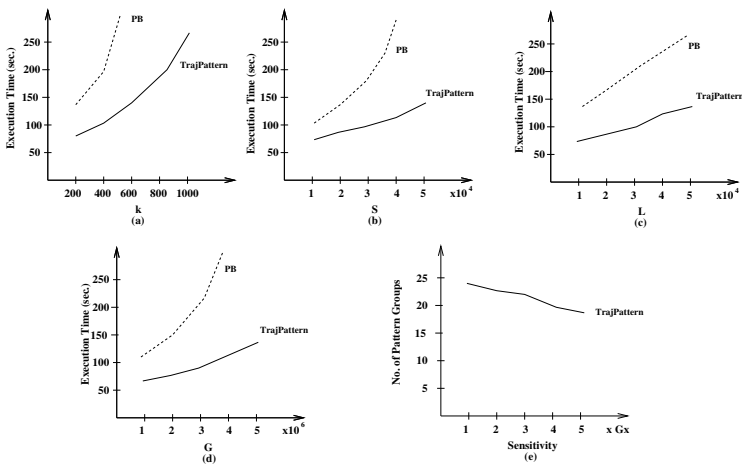 PB
TrajPattern
Execution Time (sec.)
250
200
150
100
50
200 400 600 800 1000
k
(a)
PB
TrajPattern
Execution Time (sec.)
250
200
150
100
50
1 2 3 4 5 x10^4
S
(b)
PB
TrajPattern
Execution Time (sec.)
250
200
150
100
50
1 2 3 4 5 x10^4
L
(c)
PB
TrajPattern
Execution Time (sec.)
250
200
150
100
50
1 2 3 4 5 x10^6
G
(d)
TrajPattern
No. of Pattern Groups
25
20
15
10
5
1 2 3 4 5 x Gx
Sensitivity
(e)